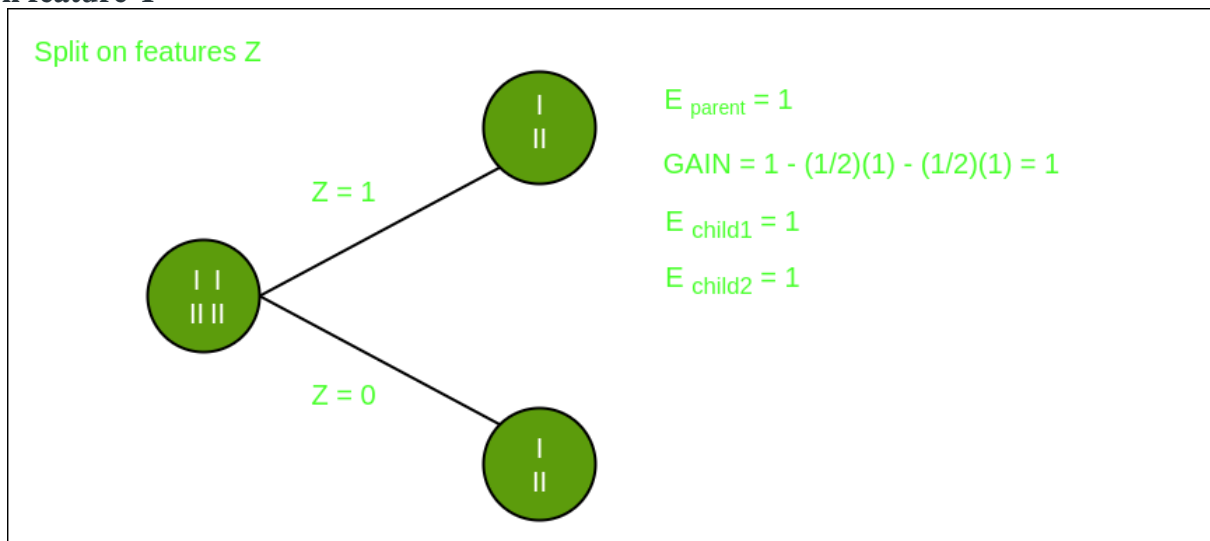 Split on features Z
I
II
E parent = 1
GAIN = 1 - (1/2)(1) - (1/2)(1) = 1
Z = 1
E child1 = 1
E child2 = 1
I I
II II
Z = 0
I
II